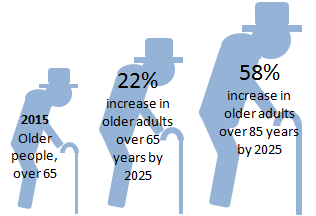 2015
Older
people,
over 65
22%
increase in
older adults
over 65
years by
2025
58%
increase in
older adults
over 85 years
by 2025